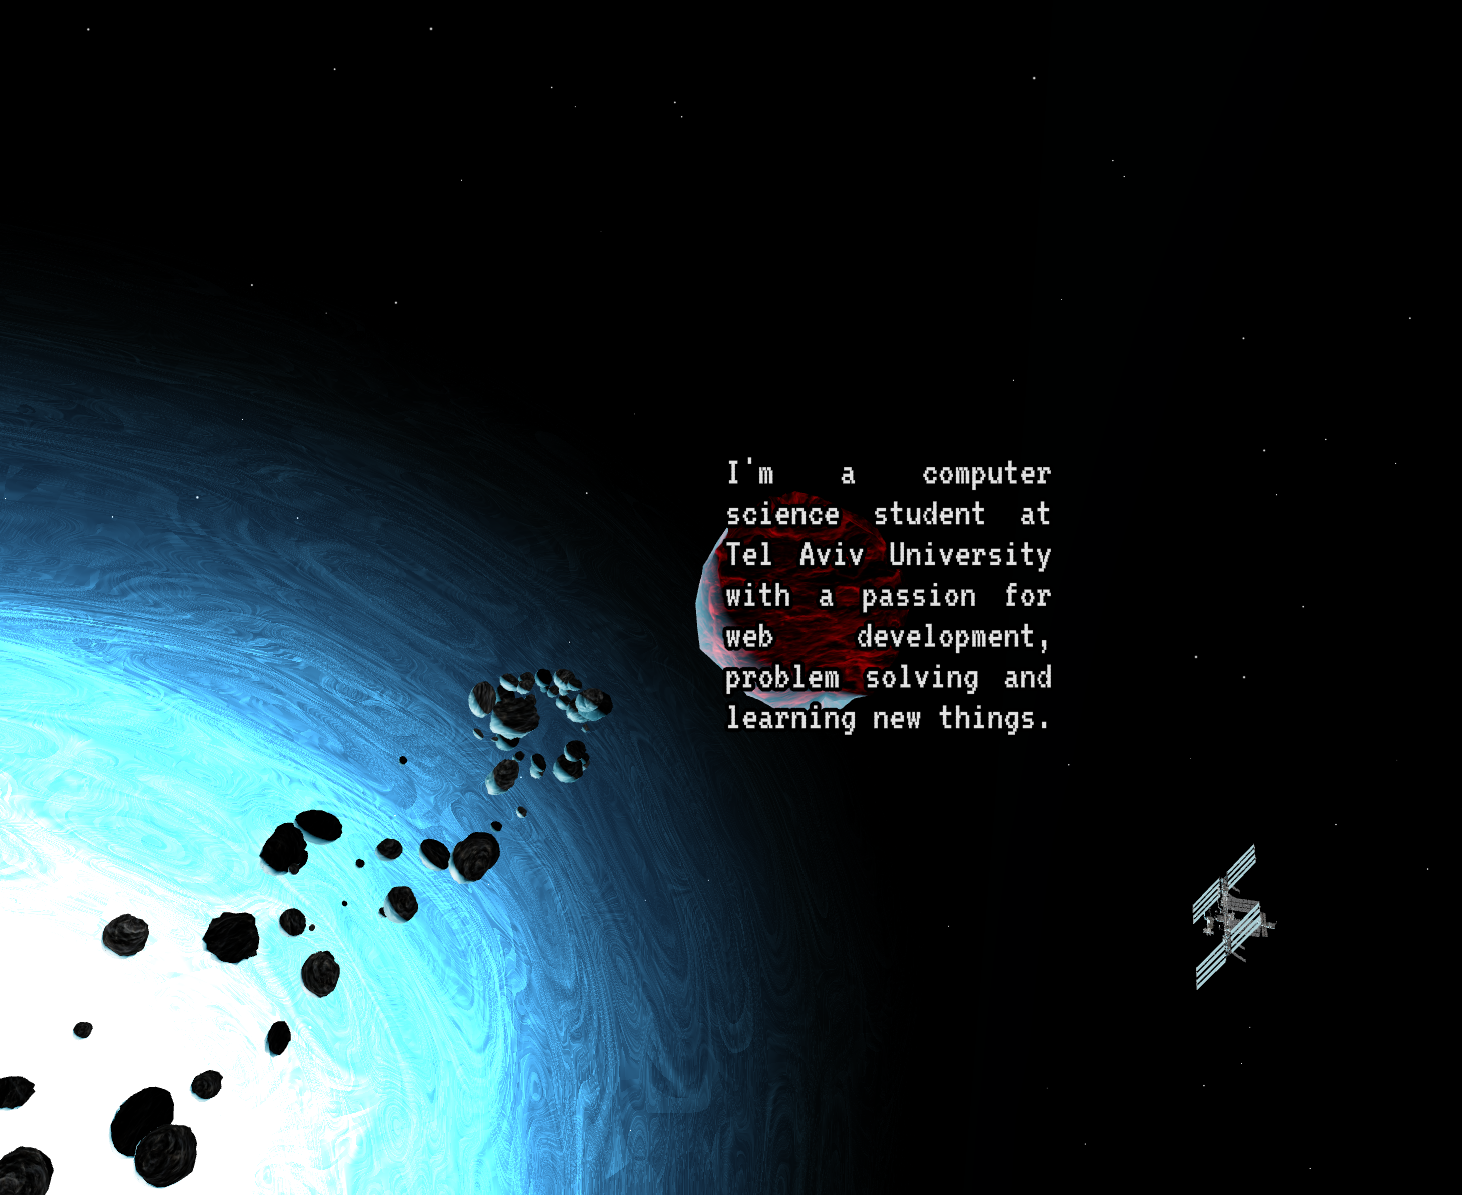 I'm a computer
science student at
Tel Aviv University
with a passion for
web development,
problem solving and
learning new things.